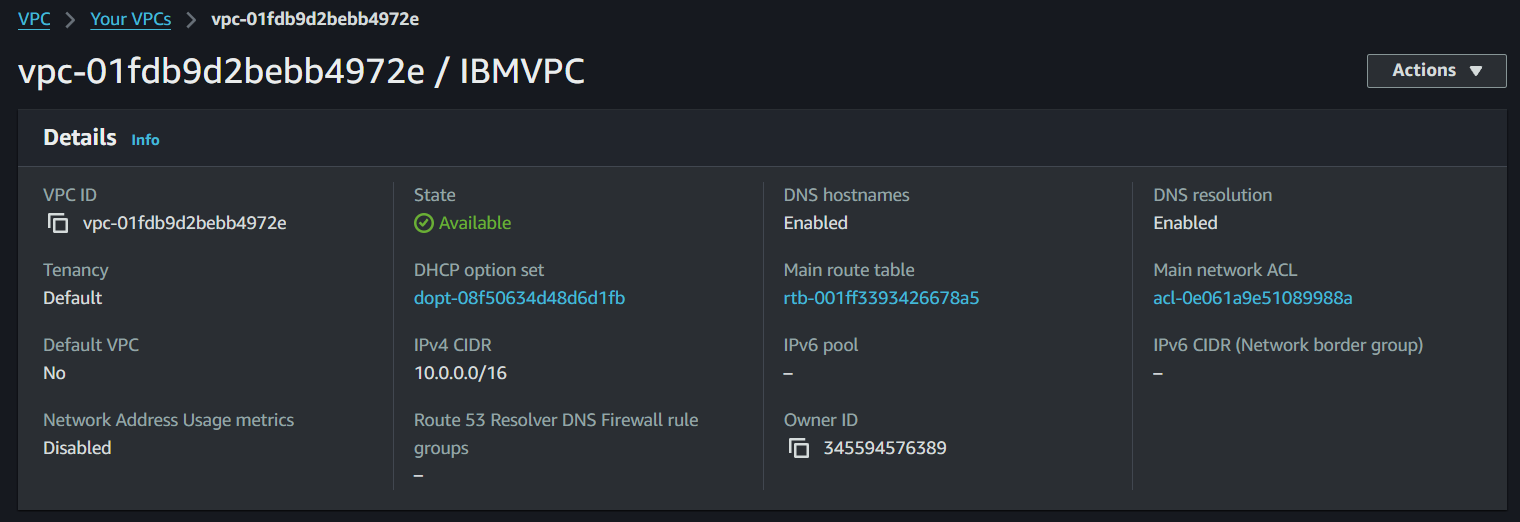 VPC > Your VPCs > vpc-01fdb9d2bebb4972e
vpc-01fdb9d2bebb4972e / IBMVPC
Actions ▼
Details Info
VPC ID
vpc-01fdb9d2bebb4972e
State
Available
DNS hostnames
Enabled
DNS resolution
Enabled
Tenancy
Default
DHCP option set
dopt-08f50634d48d6d1fb
Main route table
rtb-001ff3393426678a5
Main network ACL
acl-0e061a9e51089988a
Default VPC
No
IPv4 CIDR
10.0.0.0/16
IPv6 pool
–
IPv6 CIDR (Network border group)
–
Network Address Usage metrics
Disabled
Route 53 Resolver DNS Firewall rule
groups
–
Owner ID
345594576389